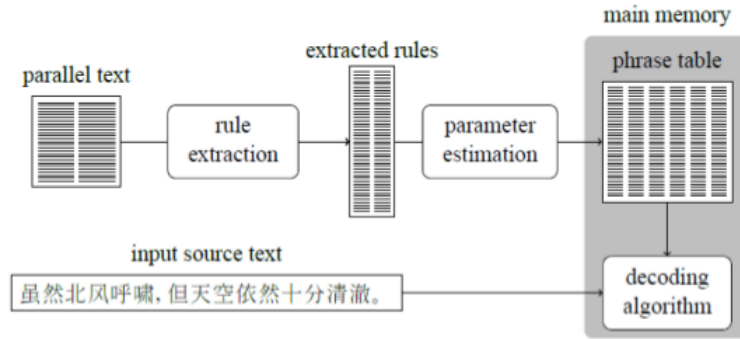 main memory
extracted rules
parallel text
phrase table
rule
extraction
parameter
estimation
input source text
虽然北风呼啸,但天空依然十分清澈。
decoding
algorithm